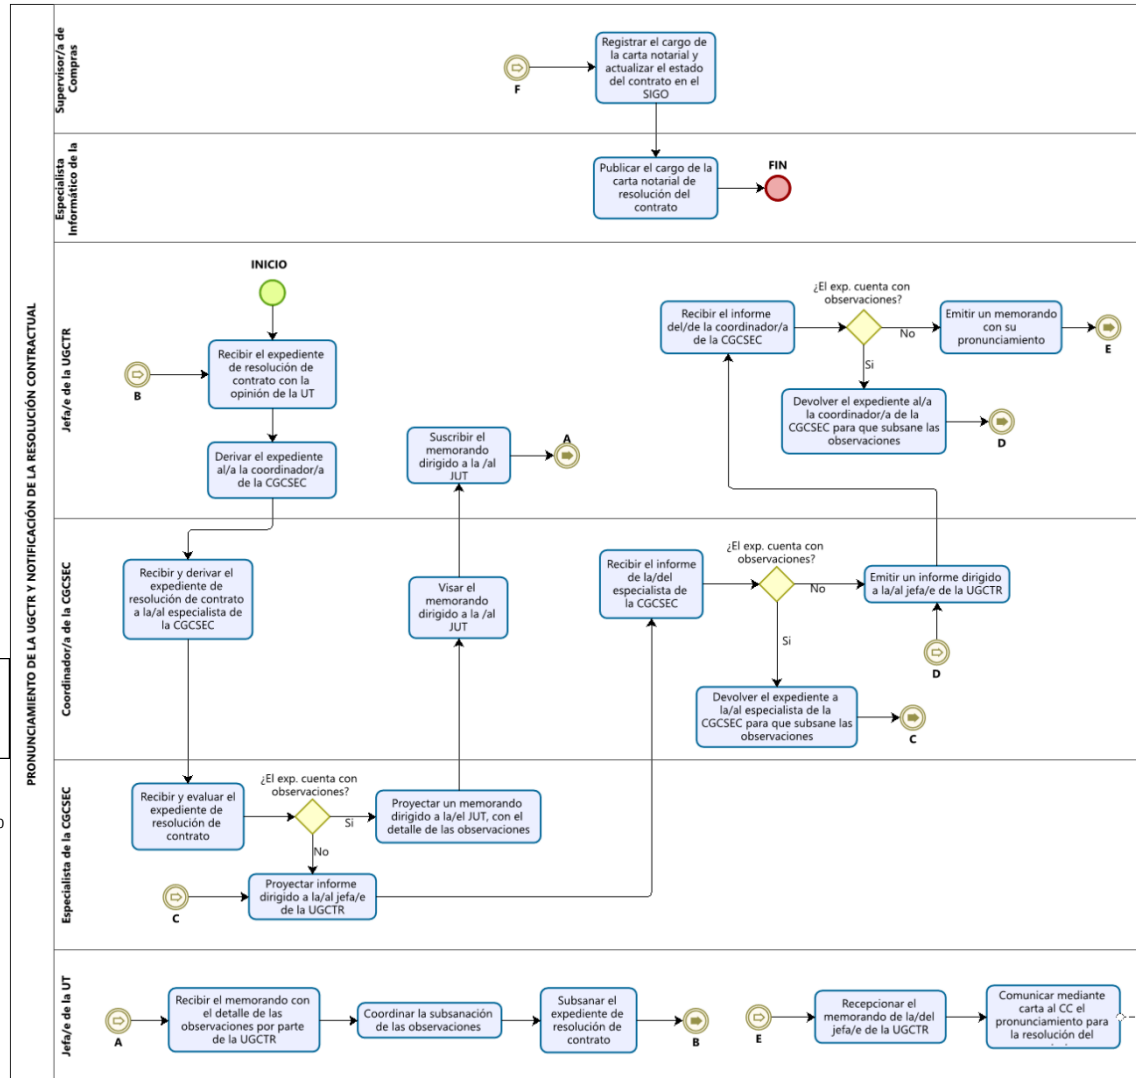 PRONUNCIAMIENTO DE LA UGCTR Y NOTIFICACIÓN DE LA RESOLUCIÓN CONTRACTUAL
Supervisor/a de
Compras
F
Registrar el cargo de
la carta notarial y
actualizar el estado
del contrato en el
SIGO
Especialista
Informático de la
Publicar el cargo de la
carta notarial de
resolución del
contrato
FIN
Jefa/e de la UGCTR
INICIO
B
Recibir el expediente
de resolución de
contrato con la
opinión de la UT
Derivar el expediente
al/a la coordinador/a
de la CGCSEC
Suscribir el
memorando
dirigido a la /al
JUT
A
Recibir el informe
del/de la coordinador/a
de la CGCSEC
¿El exp. cuenta con
observaciones?
No
Si
Emitir un memorando
con su
pronunciamiento
E
Devolver el expediente al/a
la coordinador/a de la
CGCSEC para que subsane las
observaciones
D
Coordinador/a de la CGCSEC
Recibir y derivar el
expediente de
resolución de contrato
a la/al especialista de
la CGCSEC
Visar el
memorando
dirigido a la /al
JUT
Recibir el informe
de la/del
especialista de
la CGCSEC
¿El exp. cuenta con
observaciones?
No
Si
Emitir un informe dirigido
a la/al jefa/e de la UGCTR
D
Devolver el expediente a
la/al especialista de la
CGCSEC para que subsane las
observaciones
C
Especialista de la CGCSEC
Recibir y evaluar el
expediente de
resolución de
contrato
¿El exp. cuenta con
observaciones?
Si
No
Proyectar un memorando
dirigido a la/el JUT, con el
detalle de las observaciones
C
Proyectar informe
dirigido a la/al jefa/e
de la UGCTR
Jefa/e de la UT
A
Recibir el memorando con
el detalle de las
observaciones por parte
de la UGCTR
Coordinar la subsanación
de las observaciones
Subsanar el
expediente de
resolución de
contrato
B
E
Recepcionar el
memorando de la/del
jefa/e de la UGCTR
Comunicar mediante
carta al CC el
pronunciamiento para
la resolución del